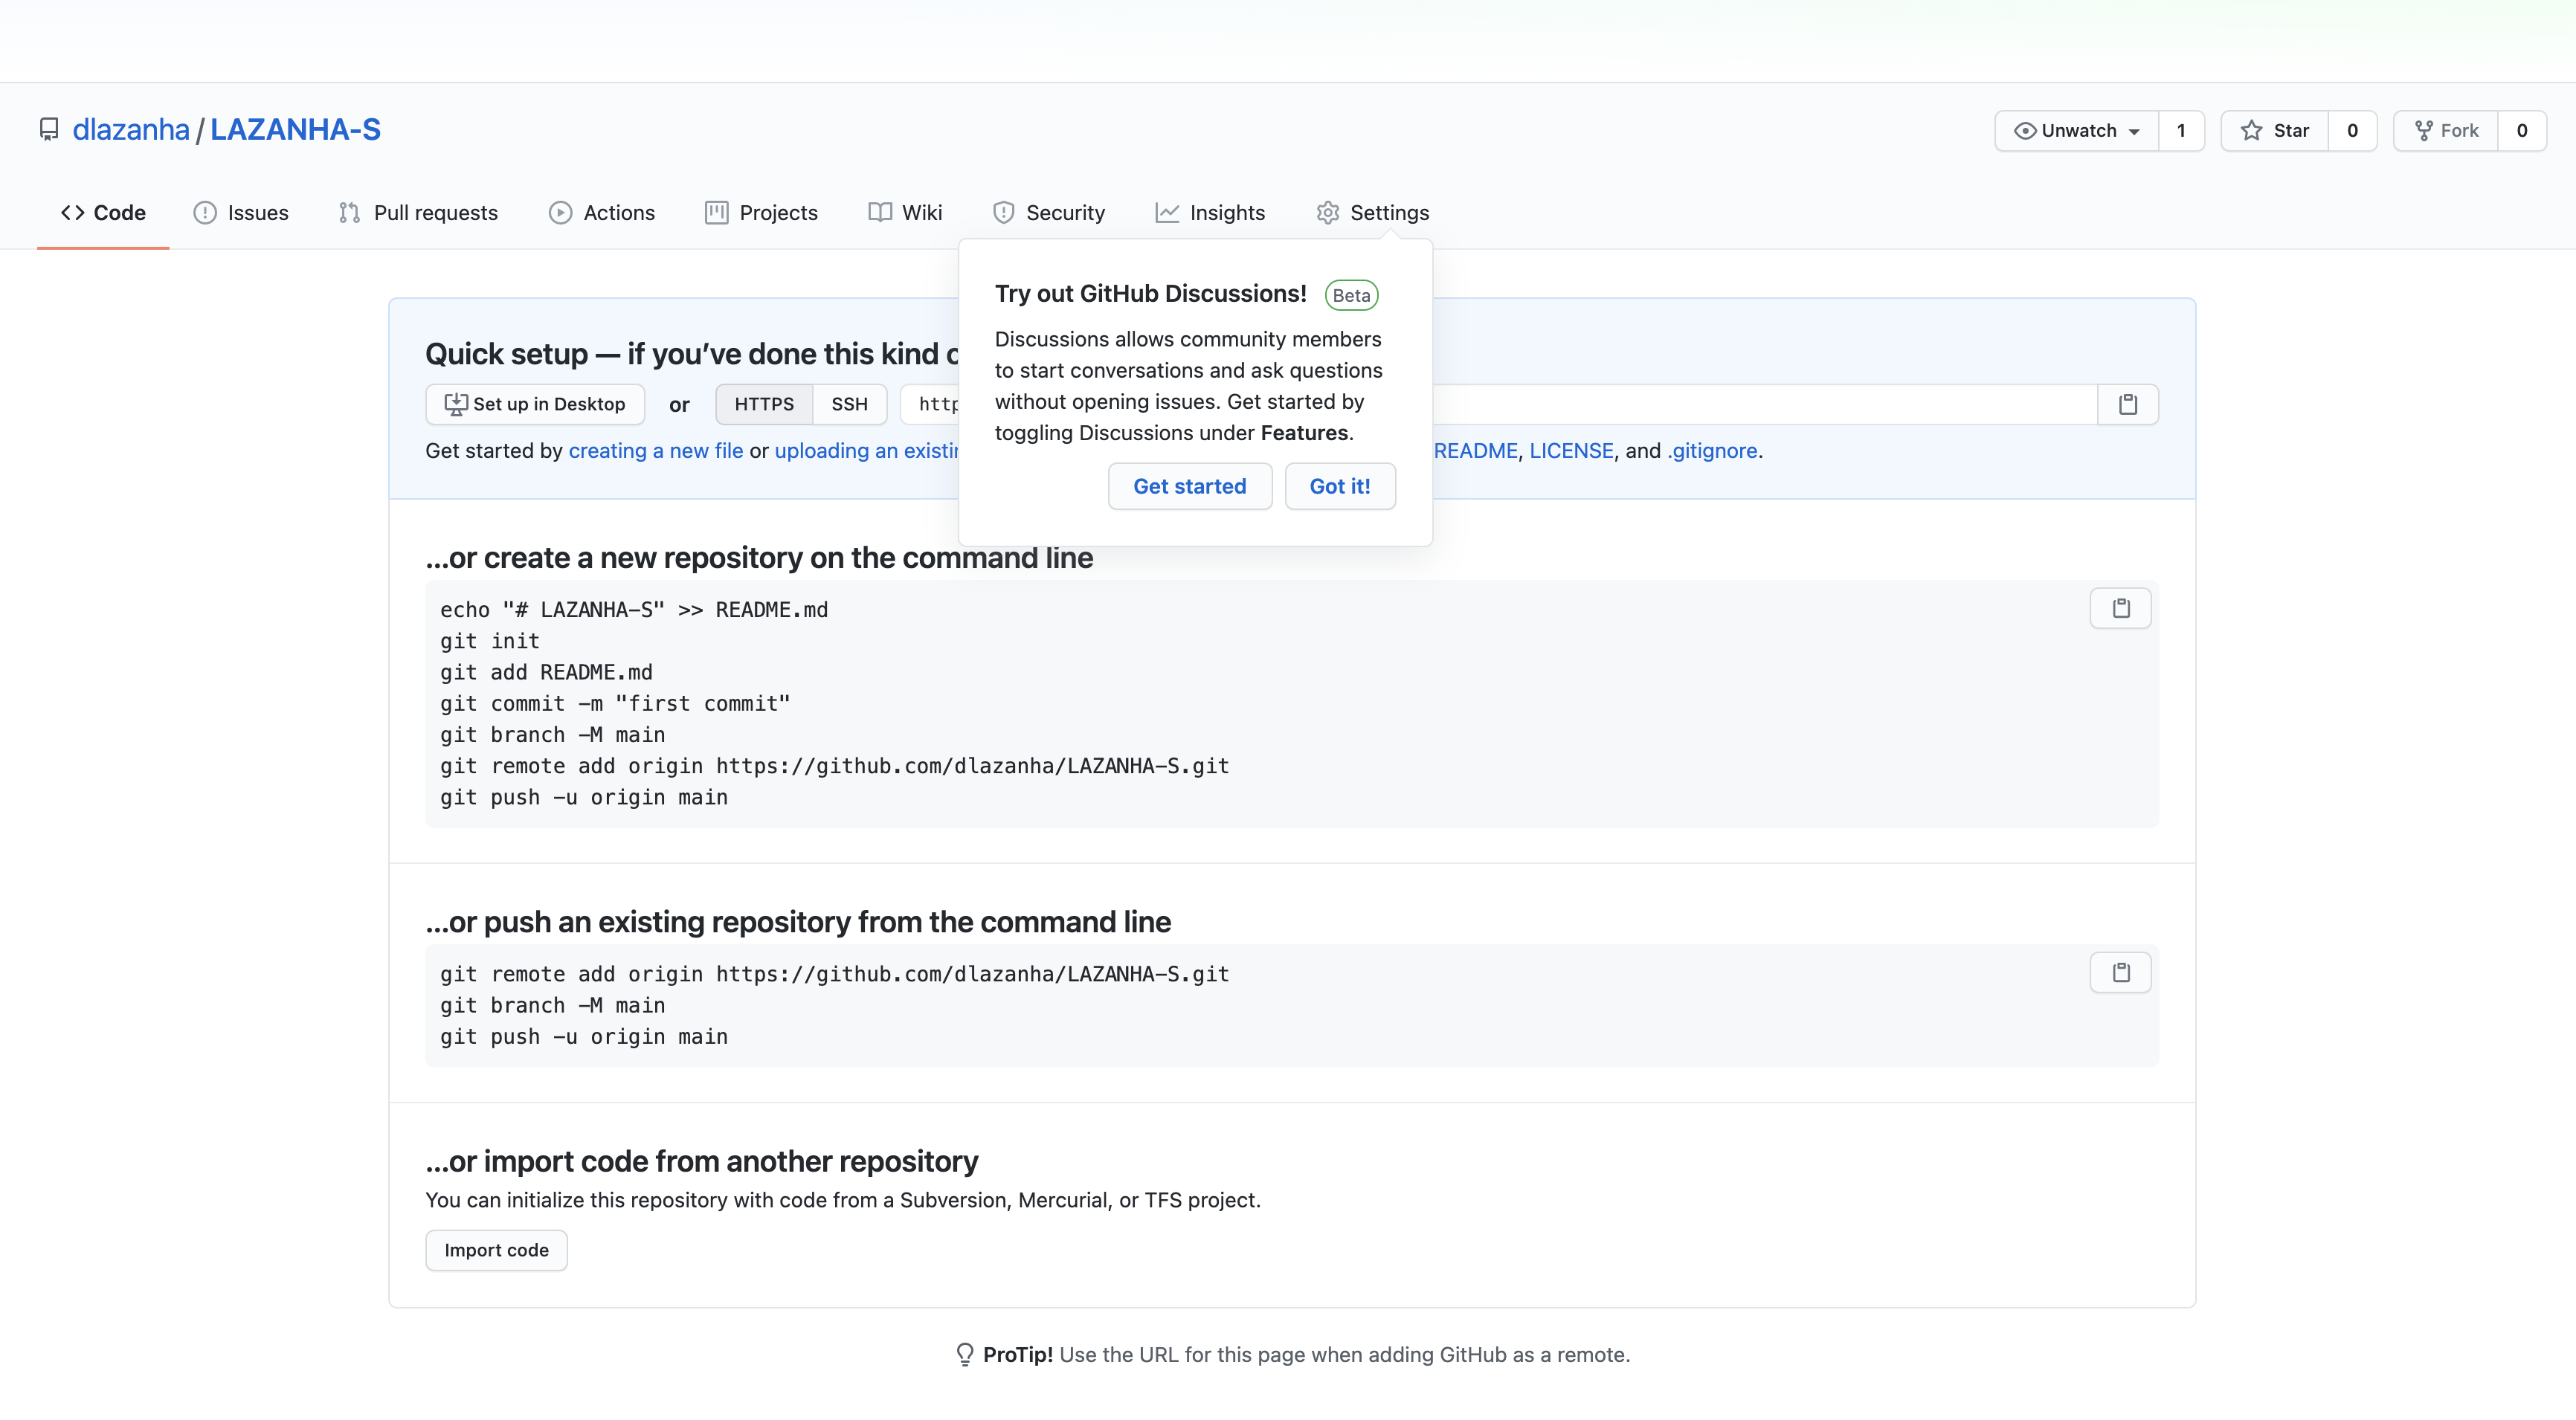 dlazanha / LAZANHA-S
Unwatch 1
Star 0
Fork 0
Code
Issues
Pull requests
Actions
Projects
Wiki
Security
Insights
Settings
Try out GitHub Discussions! Beta
Discussions allows community members
to start conversations and ask questions
without opening issues. Get started by
toggling Discussions under Features.
Get started
Got it!
Quick setup — if you’ve done this kind
Set up in Desktop or HTTPS SSH
Get started by creating a new file or uploading an README, LICENSE, and .gitignore.
…or create a new repository on the command line
echo "# LAZANHA-S" >> README.md
git init
git add README.md
git commit -m "first commit"
git branch -M main
git remote add origin https://github.com/dlazanha/LAZANHA-S.git
git push -u origin main
…or push an existing repository from the command line
git remote add origin https://github.com/dlazanha/LAZANHA-S.git
git branch -M main
git push -u origin main
…or import code from another repository
You can initialize this repository with code from a Subversion, Mercurial, or TFS project.
Import code
ProTip! Use the URL for this page when adding GitHub as a remote.